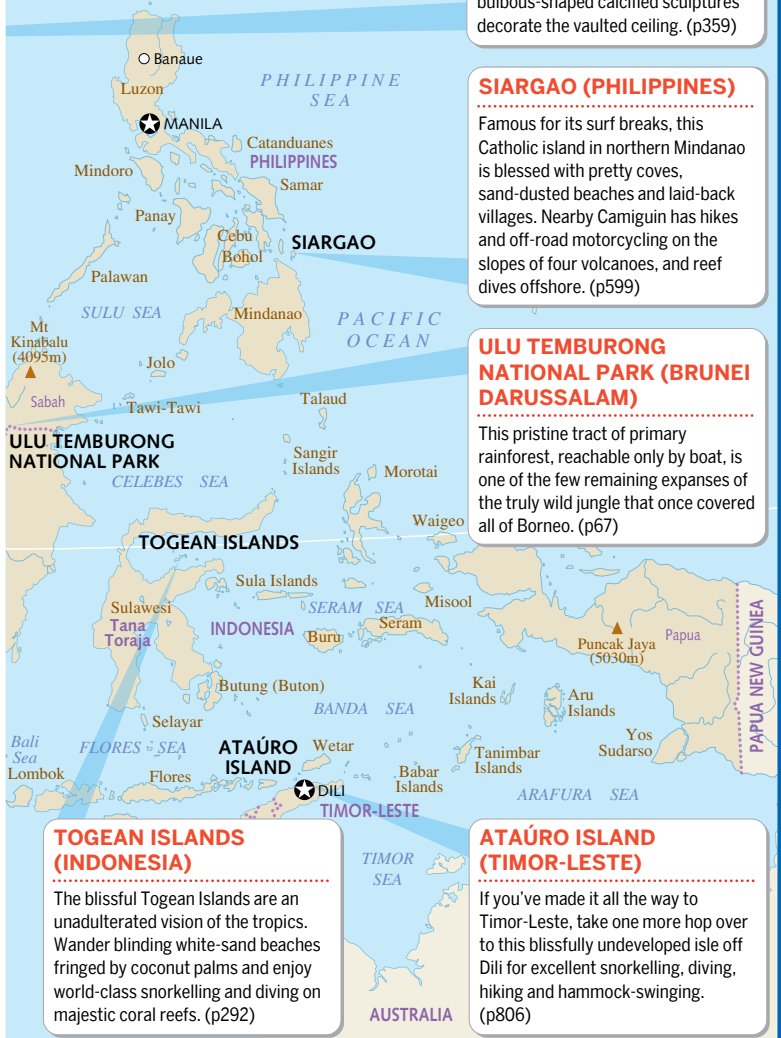 bulbous-shaped calcified sculptures
decorate the vaulted ceiling. (p359)
Banaue
Luzon
PHILIPPINE
SEA
MANILA
Catanduanes
PHILIPPINES
Mindoro
Samar
Panay
Cebu
Bohol
SIARGAO
Palawan
SULU SEA
Mindanao
PACIFIC
OCEAN
Mt
Kinabalu
(4095m)
Jolo
Sabah
Tawi-Tawi
Talaud
ULU TEMBURONG
NATIONAL PARK
CELEBES SEA
Sangir
Islands
Morotai
Waigeo
TOGEAN ISLANDS
Sula Islands
Sulawesi
Tana
Toraja
SERAM SEA
Misool
INDONESIA
Buru
Seram
Puncak Jaya
(5030m)
Papua
PAPUA NEW GUINEA
Butung (Buton)
Kai
Islands
Aru
Islands
BANDA SEA
Selayar
Yos
Sudarso
Bali
Sea
FLORES SEA
ATAÚRO
ISLAND
Wetar
Tanimbar
Islands
Lombok
Flores
Babar
Islands
DILI
ARAFURA SEA
TIMOR-LESTE
TIMOR
SEA
AUSTRALIA
SIARGAO (PHILIPPINES)
Famous for its surf breaks, this
Catholic island in northern Mindanao
is blessed with pretty coves,
sand-dusted beaches and laid-back
villages. Nearby Camiguin has hikes
and off-road motorcycling on the
slopes of four volcanoes, and reef
dives offshore. (p599)
ULU TEMBURONG
NATIONAL PARK (BRUNEI
DARUSSALAM)
This pristine tract of primary
rainforest, reachable only by boat, is
one of the few remaining expanses of
the truly wild jungle that once covered
all of Borneo. (p67)
TOGEAN ISLANDS
(INDONESIA)
The blissful Togean Islands are an
unadulterated vision of the tropics.
Wander blinding white-sand beaches
fringed by coconut palms and enjoy
world-class snorkelling and diving on
majestic coral reefs. (p292)
ATAÚRO ISLAND
(TIMOR-LESTE)
If you've made it all the way to
Timor-Leste, take one more hop over
to this blissfully undeveloped isle off
Dili for excellent snorkelling, diving,
hiking and hammock-swinging.
(p806)